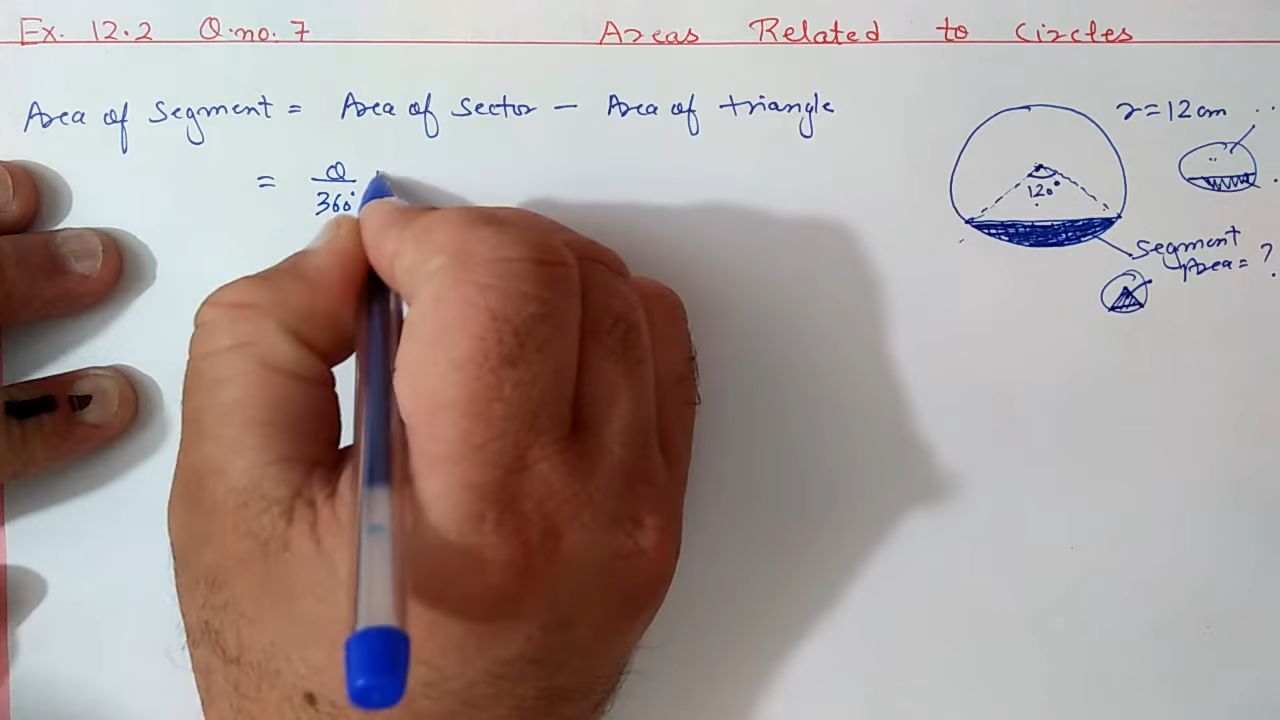 Ex. 12.2 Q.no. 7 Areas Related to Circles
Area of Segment = Area of Sector - Area of triangle
= θ/360°
r = 12 cm
120°
Segment
Area = ?